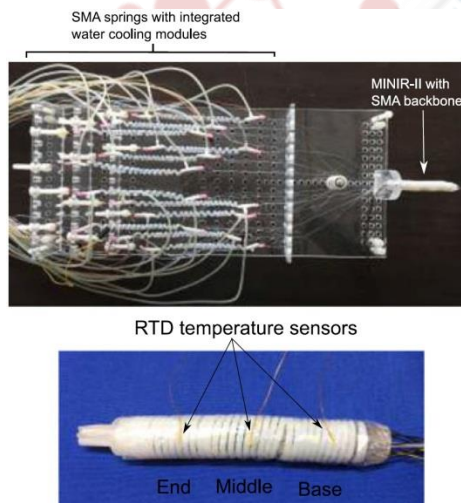 SMA springs with integrated
water cooling modules
MINIR-II with
SMA backbone
RTD temperature sensors
End Middle Base